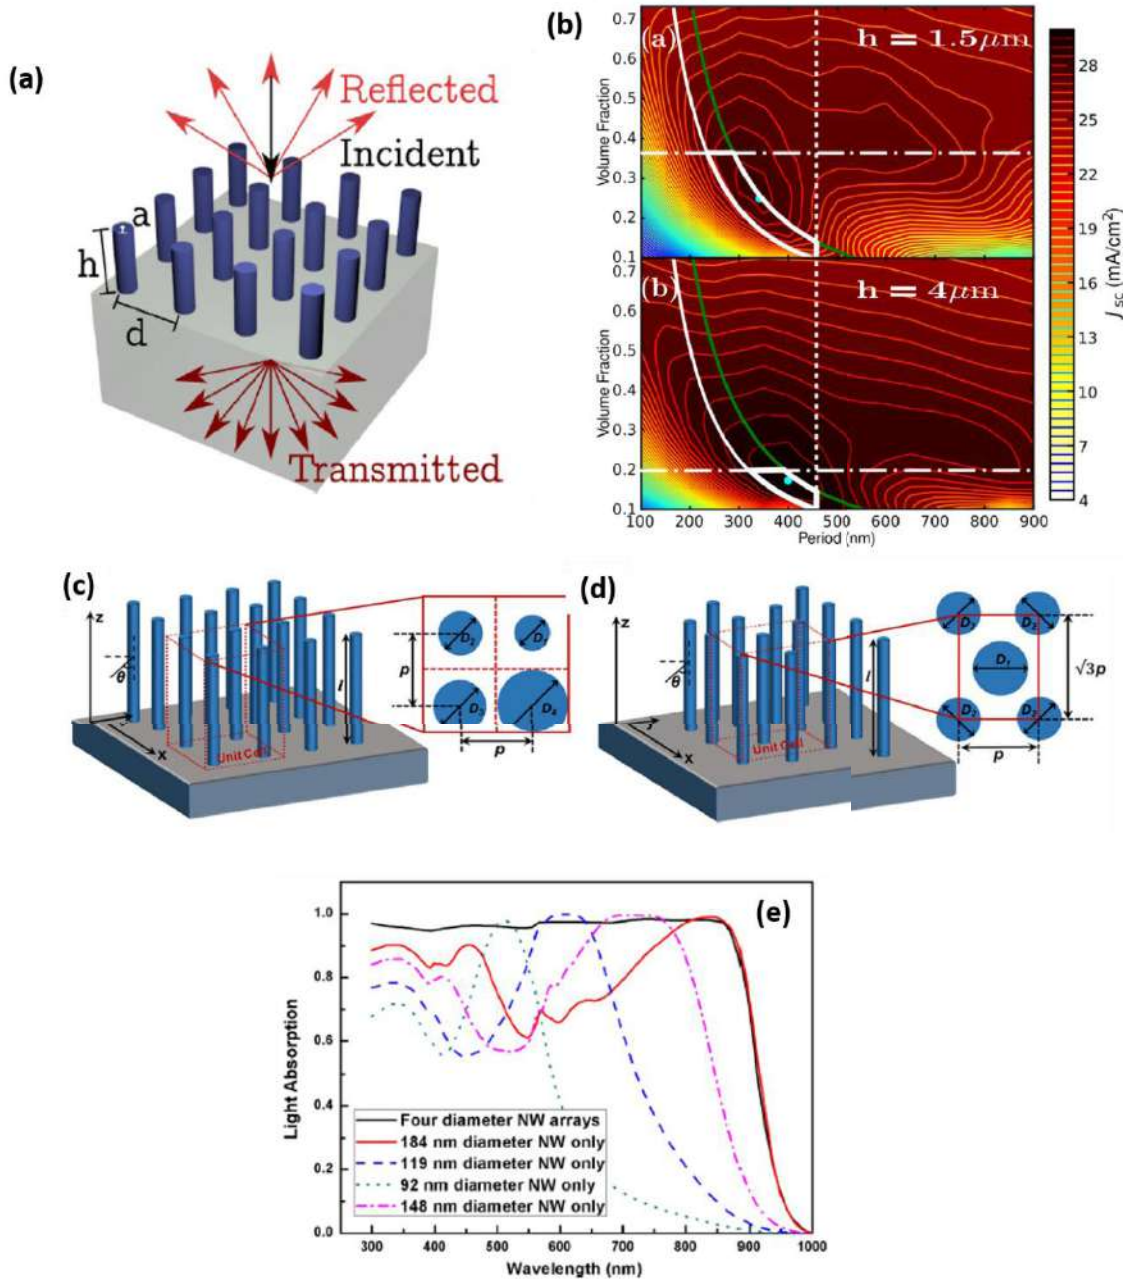 (a)
Reflected
Incident
a
h
d
Transmitted
(b)
(a)
h = 1.5μm
Volume Fraction
0.7
0.6
0.5
0.4
0.3
0.2
0.1
(b)
h = 4μm
Volume Fraction
0.7
0.6
0.5
0.4
0.3
0.2
0.1
100 200 300 400 500 600 700 800 900
Period (nm)
28
25
22
19
16
13
10
7
4
Jsc (mA/cm²)
(c)
z
θ
l
x
Unit Cell
D2
D1
D3
D4
p
p
(d)
z
θ
l
x
Unit Cell
D2
D2
D1
D2
D2
√3p
p
(e)
Light Absorption
1.0
0.8
0.6
0.4
0.2
0.0
Four diameter NW arrays
184 nm diameter NW only
119 nm diameter NW only
92 nm diameter NW only
148 nm diameter NW only
300 400 500 600 700 800 900 1000
Wavelength (nm)